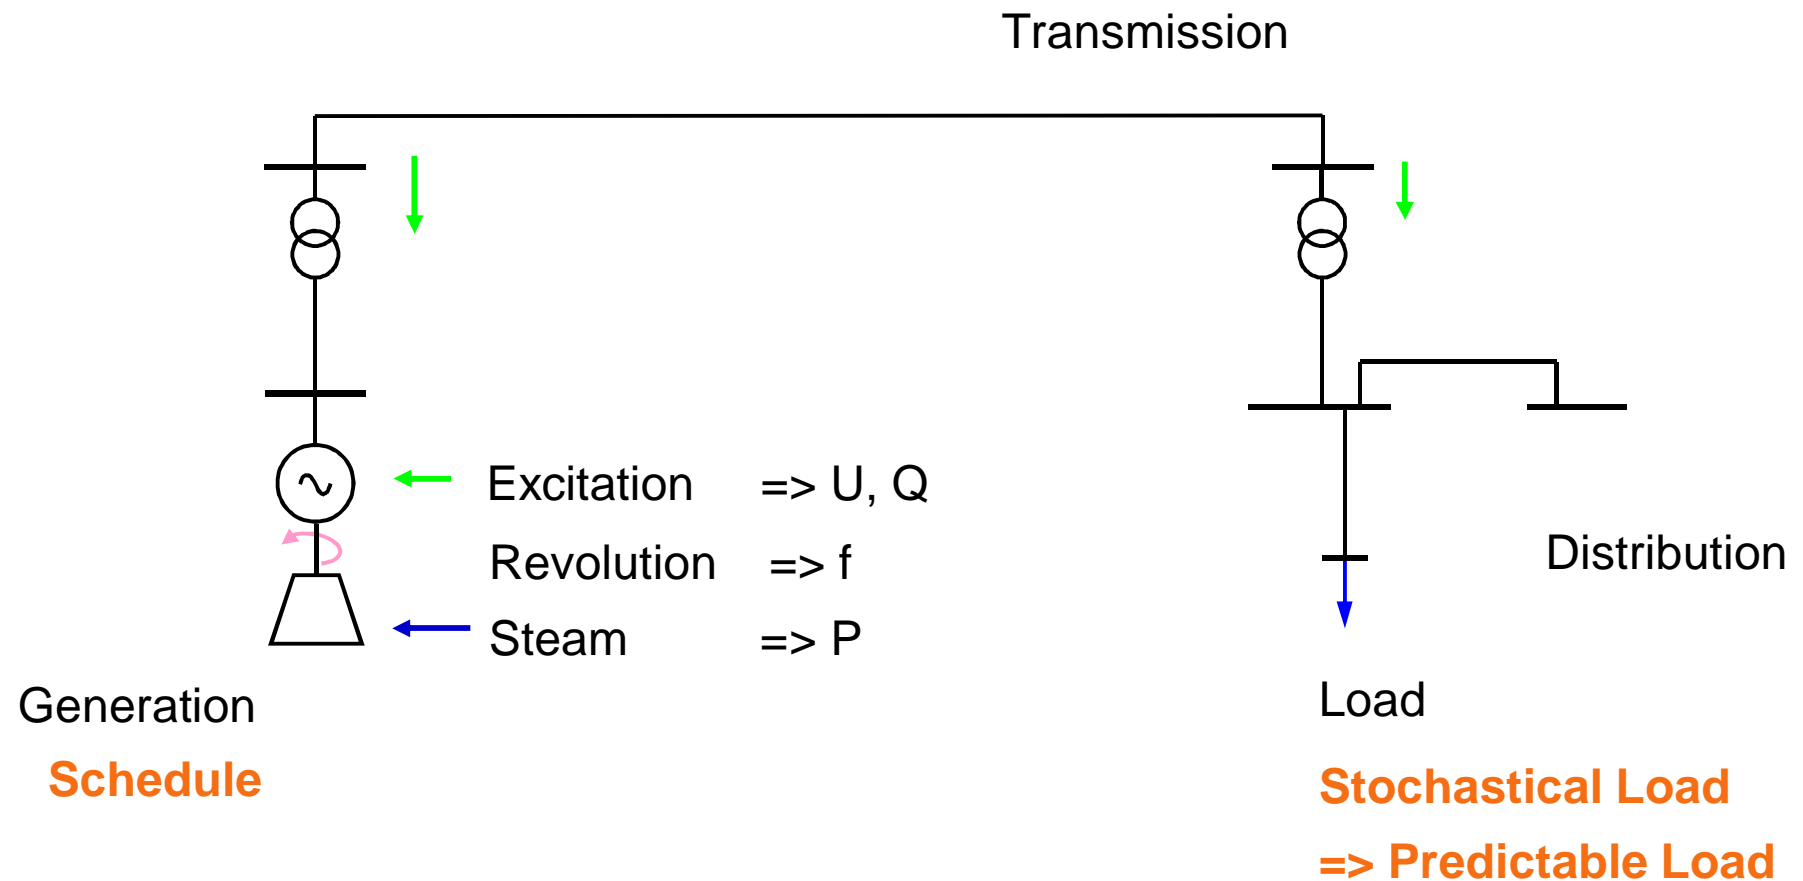 Transmission
Excitation => U, Q
Revolution => f
Distribution
Steam => P
Generation
Load
Schedule
Stochastical Load
=> Predictable Load